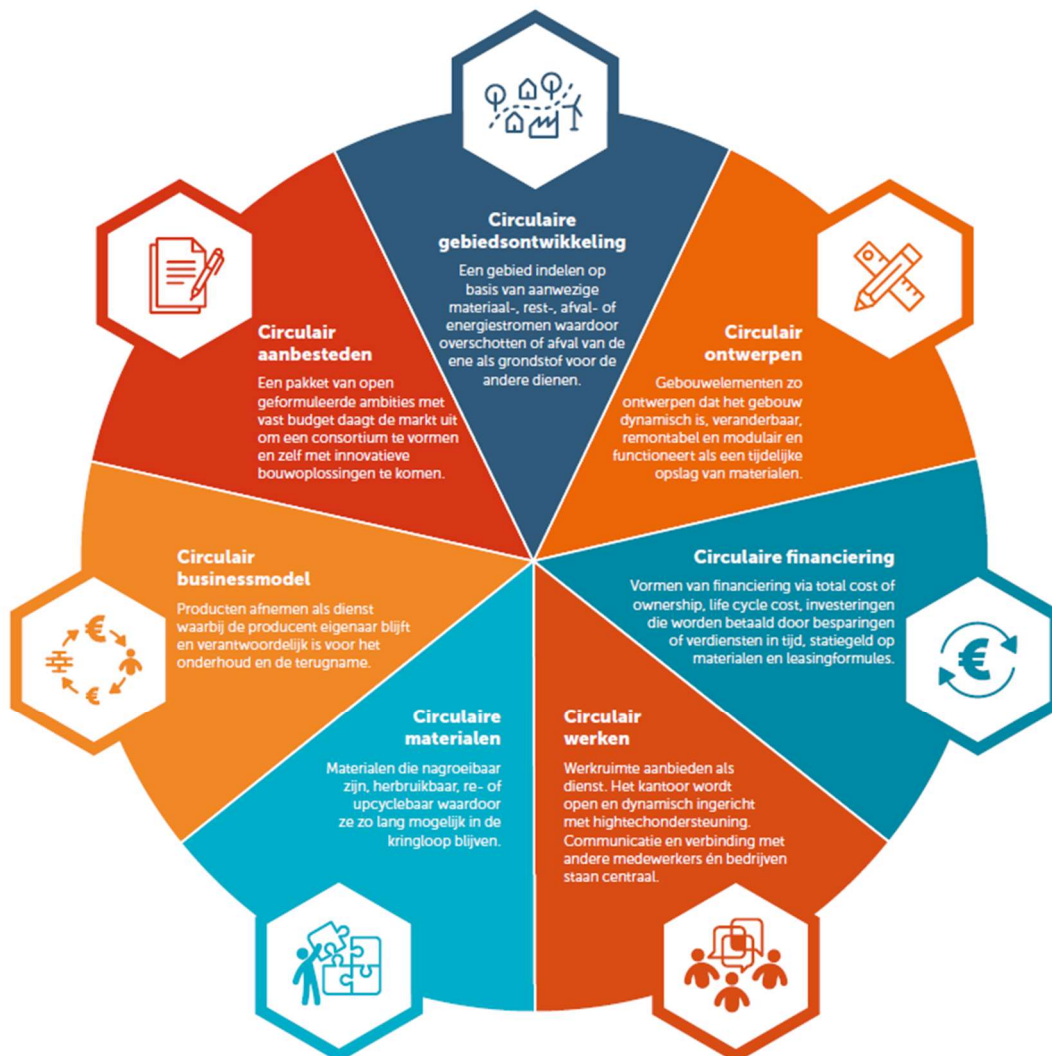 Circulaire
gebiedsontwikkeling
Een gebied indelen op
basis van aanwezige
materiaal-, rest-, afval- of
energiestromen waardoor
overschotten of afval van de
ene als grondstof voor de
andere dienen.
Circulair
ontwerpen
Gebouwelementen zo
ontwerpen dat het gebouw
dynamisch is, veranderbaar,
remontabel en modulair en
functioneert als een tijdelijke
opslag van materialen.
Circulaire financiering
Vormen van financiering via total cost of
ownership, life cycle cost, investeringen
die worden betaald door besparingen
of verdiensten in tijd, statiegeld op
materialen en leasingformules.
€
Circulair
werken
Werkruimte aanbieden als
dienst. Het kantoor wordt
open en dynamisch ingericht
met hightechondersteuning.
Communicatie en verbinding met
andere medewerkers én bedrijven
staan centraal.
Circulaire
materialen
Materialen die nagroeibaar
zijn, herbruikbaar, re- of
upcyclebaar waardoor
ze zo lang mogelijk in de
kringloop blijven.
Circulair
businessmodel
Producten afnemen als dienst
waarbij de producent eigenaar blijft
en verantwoordelijk is voor het
onderhoud en de terugname.
€
€
Circulair
aanbesteden
Een pakket van open
geformuleerde ambities met
vast budget daagt de markt uit
om een consortium te vormen
en zelf met innovatieve
bouwoplossingen te komen.